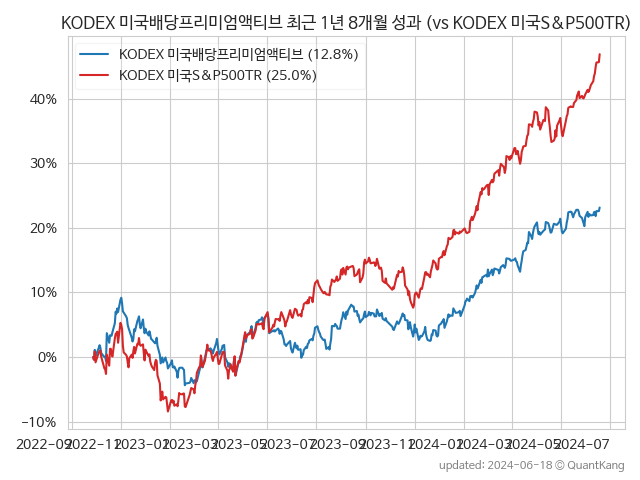 KODEX 미국배당프리미엄액티브 최근 1년 8개월 성과 (vs KODEX 미국S&P500TR)
KODEX 미국배당프리미엄액티브 (12.8%)
KODEX 미국S&P500TR (25.0%)
40%
30%
20%
10%
0%
−10%
2022-09 2022-11 2023-01 2023-03 2023-05 2023-07 2023-09 2023-11 2024-01 2024-03 2024-05 2024-07
updated: 2024-06-18 © QuantKang